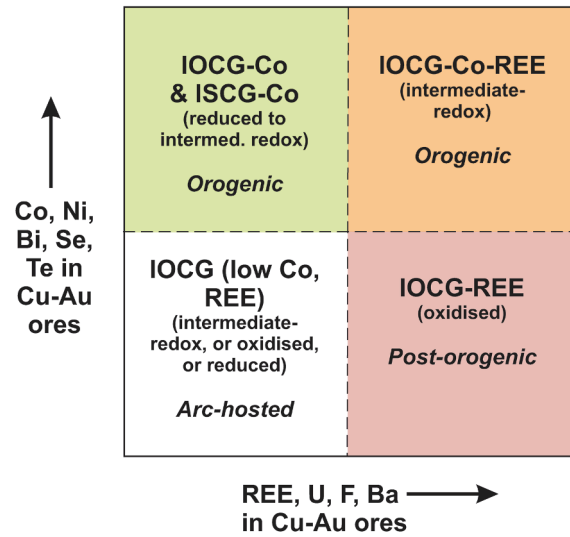 IOCG-Co
& ISCG-Co
(reduced to
intermed. redox)
Orogenic
IOCG-Co-REE
(intermediate-
redox)
Orogenic
Co, Ni,
Bi, Se,
Te in
Cu-Au
ores
IOCG (low Co,
REE)
(intermediate-
redox, or oxidised,
or reduced)
Arc-hosted
IOCG-REE
(oxidised)
Post-orogenic
REE, U, F, Ba
in Cu-Au ores